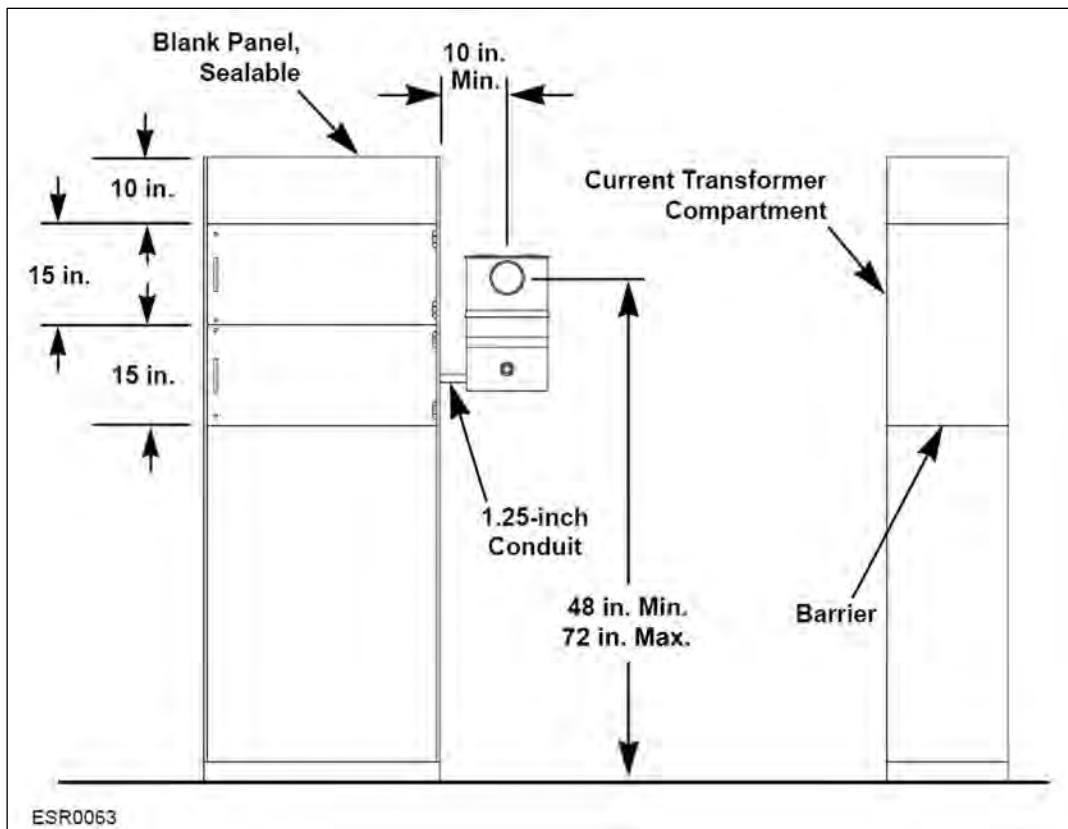 Blank Panel,
Sealable
10 in.
Min.
10 in.
15 in.
15 in.
Current Transformer
Compartment
1.25-inch
Conduit
48 in. Min.
72 in. Max.
Barrier
ESR0063